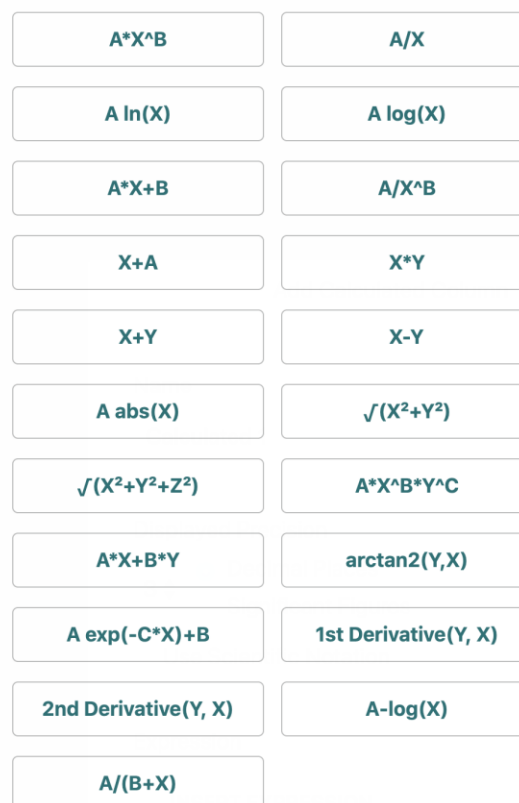 A*X^B
A/X
A ln(X)
A log(X)
A*X+B
A/X^B
X+A
X*Y
X+Y
X-Y
A abs(X)
√(X²+Y²)
√(X²+Y²+Z²)
A*X^B*Y^C
A*X+B*Y
arctan2(Y,X)
A exp(-C*X)+B
1st Derivative(Y, X)
2nd Derivative(Y, X)
A-log(X)
A/(B+X)